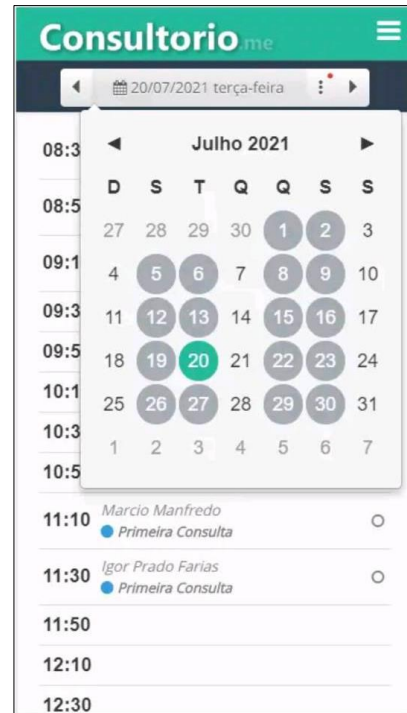 Consultorio.me
20/07/2021 terça-feira
Julho 2021
D S T Q Q S S
27 28 29 30 1 2 3
4 5 6 7 8 9 10
11 12 13 14 15 16 17
18 19 20 21 22 23 24
25 26 27 28 29 30 31
1 2 3 4 5 6 7
08:3
08:5
09:1
09:3
09:5
10:1
10:3
10:5
11:10 Marcio Manfredo
Primeira Consulta
11:30 Igor Prado Farias
Primeira Consulta
11:50
12:10
12:30